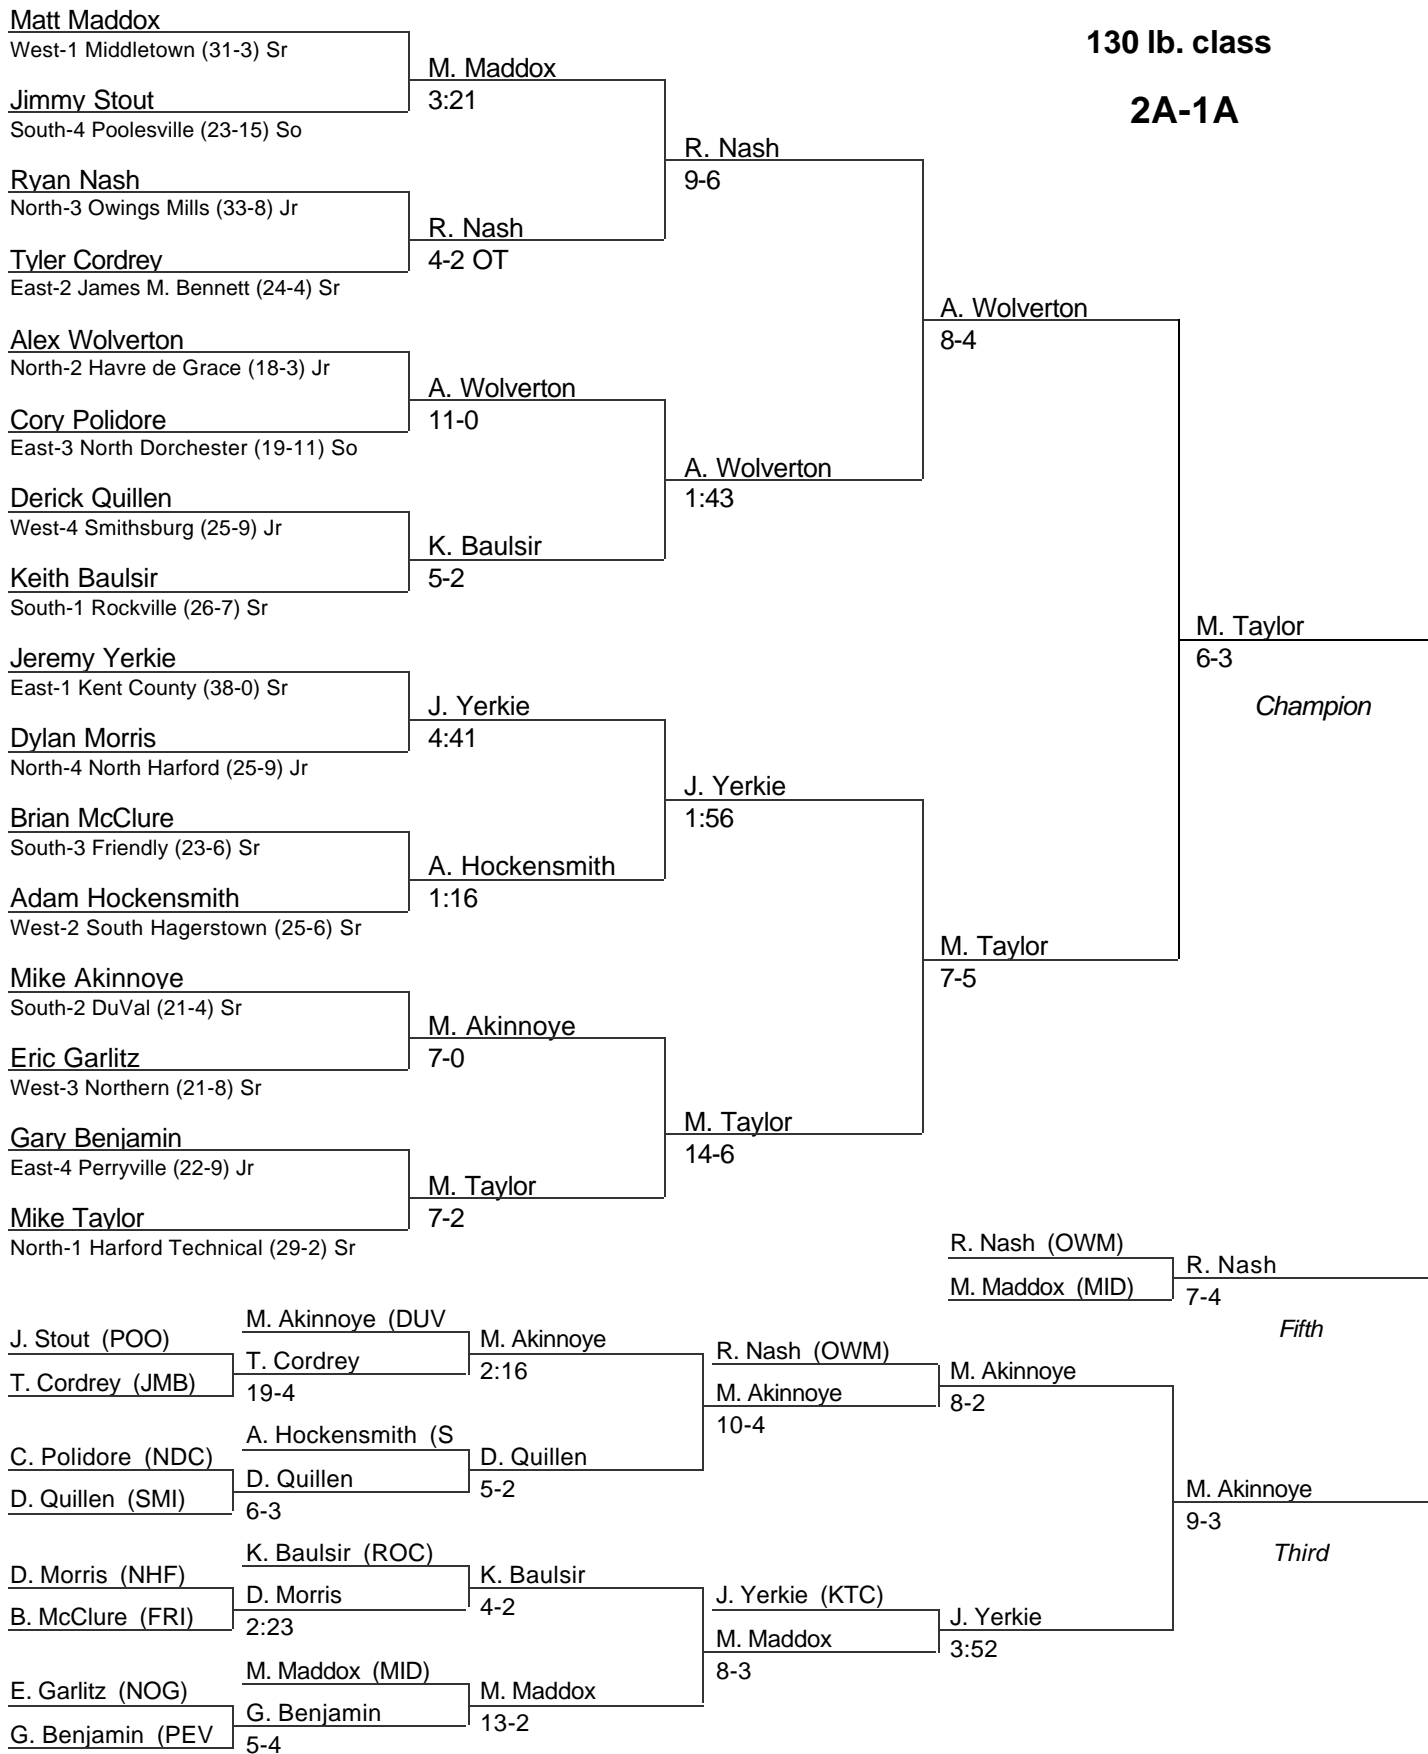 Matt Maddox
West-1 Middletown (31-3) Sr
Jimmy Stout
South-4 Poolesville (23-15) So
Ryan Nash
North-3 Owings Mills (33-8) Jr
Tyler Cordrey
East-2 James M. Bennett (24-4) Sr
Alex Wolverton
North-2 Havre de Grace (18-3) Jr
Cory Polidore
East-3 North Dorchester (19-11) So
Derick Quillen
West-4 Smithsburg (25-9) Jr
Keith Baulsir
South-1 Rockville (26-7) Sr
Jeremy Yerkie
East-1 Kent County (38-0) Sr
Dylan Morris
North-4 North Harford (25-9) Jr
Brian McClure
South-3 Friendly (23-6) Sr
Adam Hockensmith
West-2 South Hagerstown (25-6) Sr
Mike Akinnoye
South-2 DuVal (21-4) Sr
Eric Garlitz
West-3 Northern (21-8) Sr
Gary Benjamin
East-4 Perryville (22-9) Jr
Mike Taylor
North-1 Harford Technical (29-2) Sr
M. Maddox
3:21
R. Nash
4-2 OT
A. Wolverton
11-0
K. Baulsir
5-2
J. Yerkie
4:41
A. Hockensmith
1:16
M. Akinnoye
7-0
M. Taylor
7-2
R. Nash
9-6
A. Wolverton
1:43
J. Yerkie
1:56
M. Taylor
14-6
A. Wolverton
8-4
M. Taylor
7-5
130 lb. class
2A-1A
M. Taylor
6-3
Champion
R. Nash (OWM)
M. Maddox (MID)
R. Nash
7-4
Fifth
J. Stout (POO)
T. Cordrey (JMB)
C. Polidore (NDC)
D. Quillen (SMI)
D. Morris (NHF)
B. McClure (FRI)
E. Garlitz (NOG)
G. Benjamin (PEV
M. Akinnoye (DUV
T. Cordrey
19-4
A. Hockensmith (S
D. Quillen
6-3
K. Baulsir (ROC)
D. Morris
2:23
M. Maddox (MID)
G. Benjamin
5-4
M. Akinnoye
2:16
D. Quillen
5-2
K. Baulsir
4-2
M. Maddox
13-2
R. Nash (OWM)
M. Akinnoye
10-4
J. Yerkie (KTC)
M. Maddox
8-3
M. Akinnoye
8-2
J. Yerkie
3:52
M. Akinnoye
9-3
Third